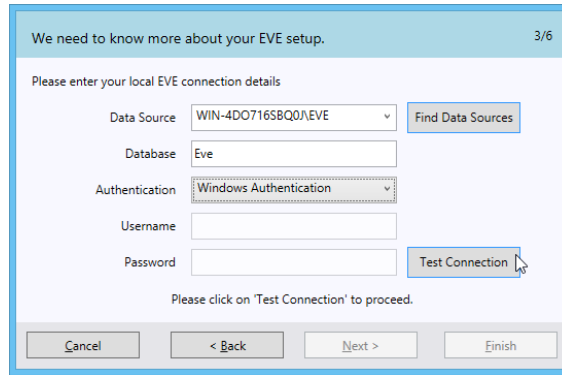 We need to know more about your EVE setup. 3/6
Please enter your local EVE connection details
Data Source WIN-4DO716SBQ0J\EVE Find Data Sources
Database Eve
Authentication Windows Authentication
Username
Password Test Connection
Please click on 'Test Connection' to proceed.
Cancel < Back Next > Finish